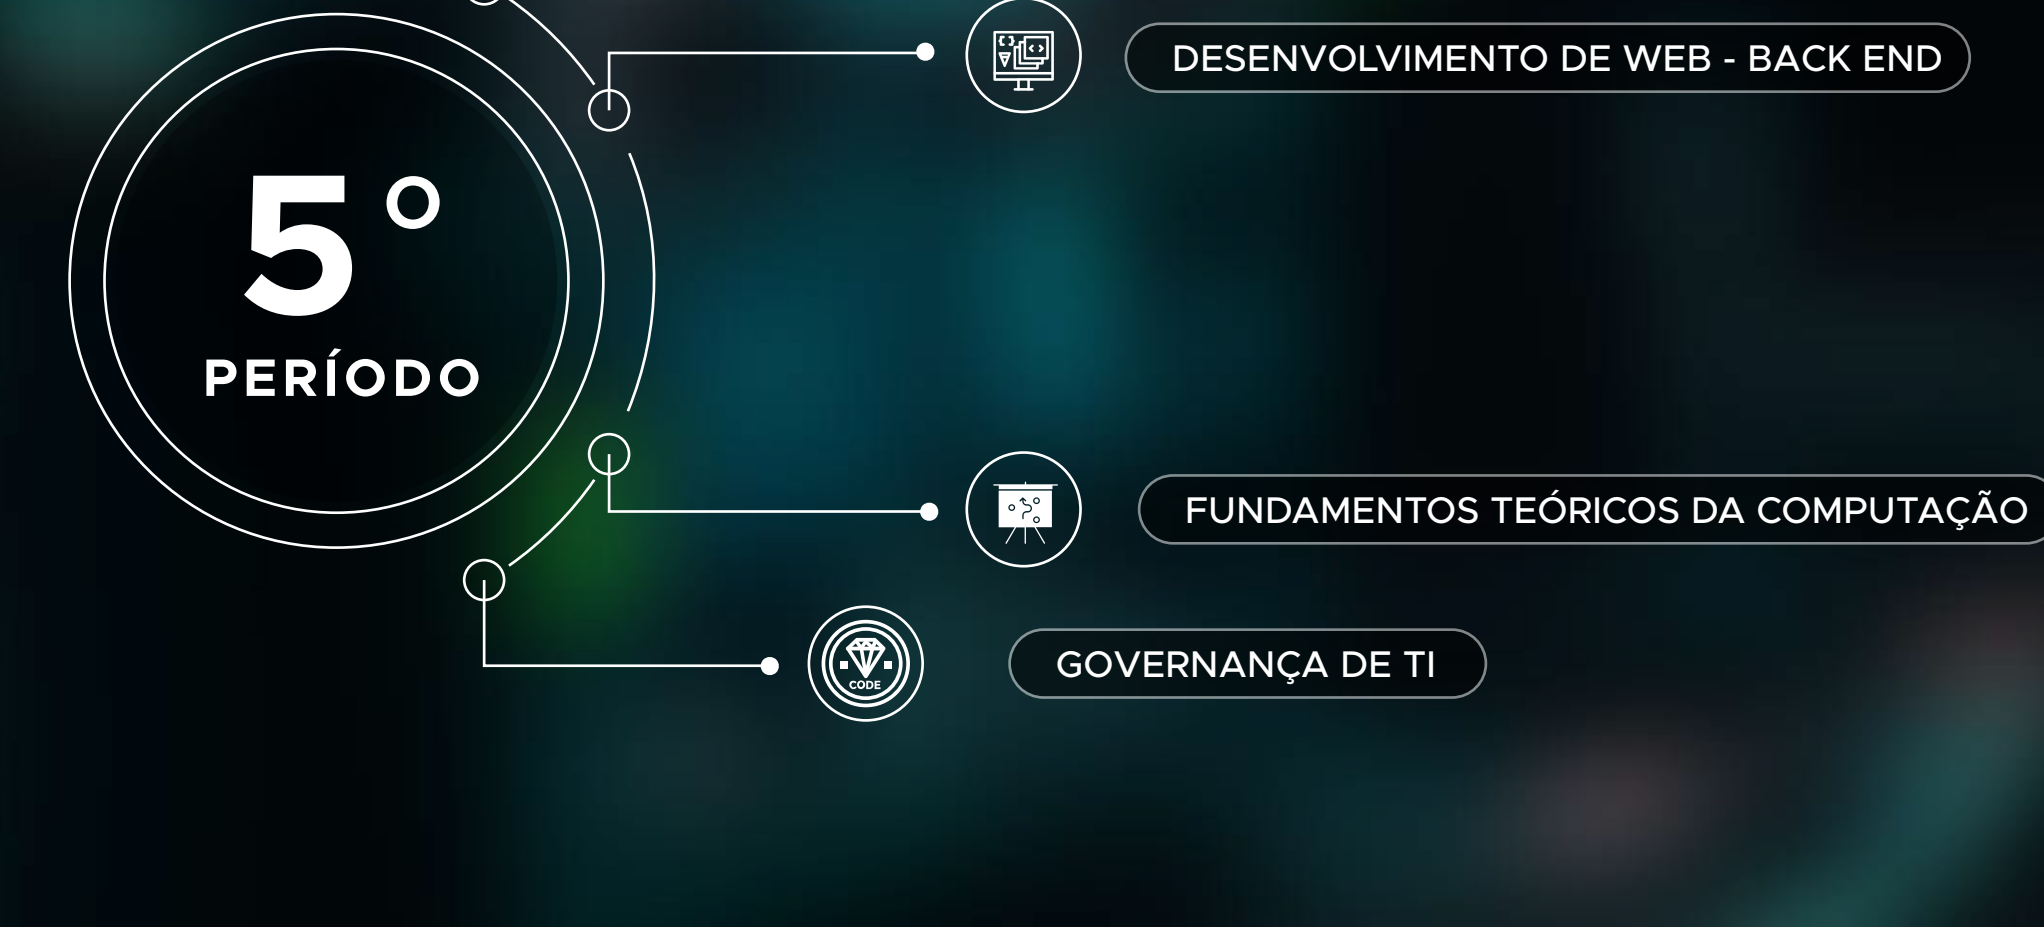 DESENVOLVIMENTO DE WEB - BACK END
5°
PERÍODO
FUNDAMENTOS TEÓRICOS DA COMPUTAÇÃO
GOVERNANÇA DE TI
CODE